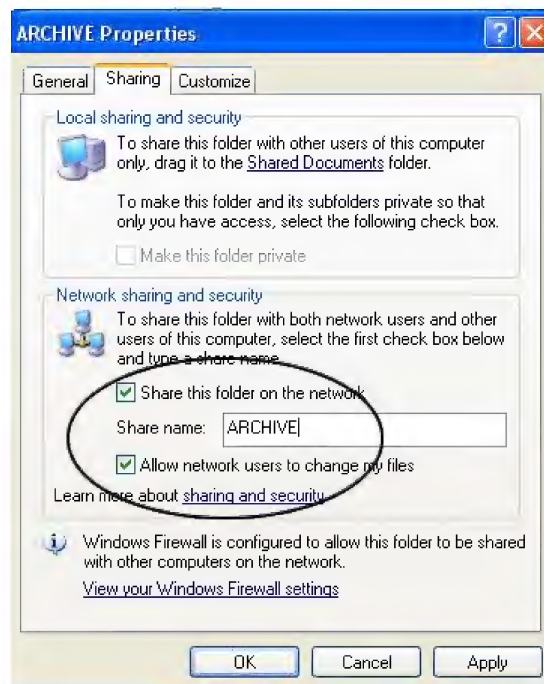 ARCHIVE Properties
General Sharing Customize
Local sharing and security
To share this folder with other users of this computer
only, drag it to the Shared Documents folder.
To make this folder and its subfolders private so that
only you have access, select the following check box.
Make this folder private
Network sharing and security
To share this folder with both network users and other
users of this computer, select the first check box below
and type a share name.
Share this folder on the network
Share name: ARCHIVE
Allow network users to change my files
Learn more about sharing and security.
Windows Firewall is configured to allow this folder to be shared
with other computers on the network.
View your Windows Firewall settings
OK Cancel Apply